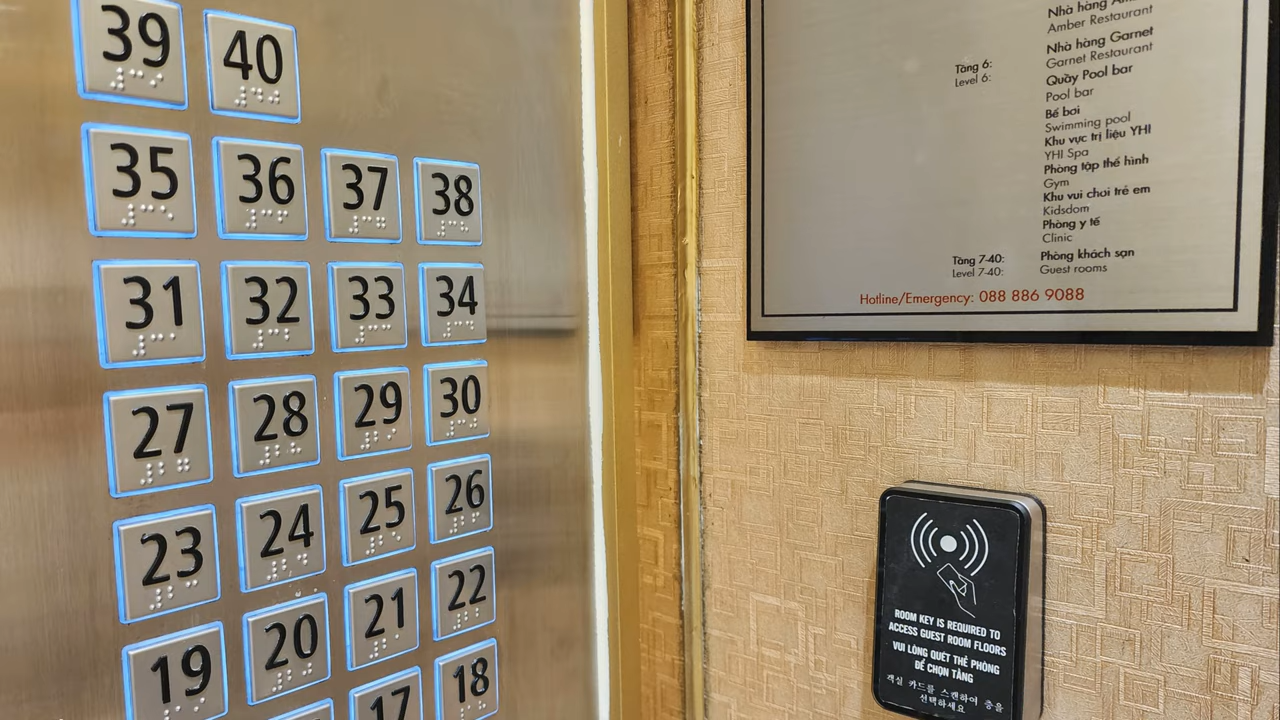 39 40
35 36 37 38
31 32 33 34
27 28 29 30
23 24 25 26
19 20 21 22
17 18
Nhà hàng
Amber Restaurant
Nhà hàng Garnet
Garnet Restaurant
Tầng 6:
Level 6:
Quầy Pool bar
Pool bar
Bể bơi
Swimming pool
Khu vực trị liệu YHI
YHI Spa
Phòng tập thể hình
Gym
Khu vui chơi trẻ em
Kidsdom
Phòng y tế
Clinic
Tầng 7-40: Phòng khách sạn
Level 7-40: Guest rooms
Hotline/Emergency: 088 886 9088
ROOM KEY IS REQUIRED TO
ACCESS GUEST ROOM FLOORS
VUI LÒNG QUÉT THẺ PHÒNG
ĐỂ CHỌN TẦNG
객실 카드를 스캔하여 층을
선택하세요